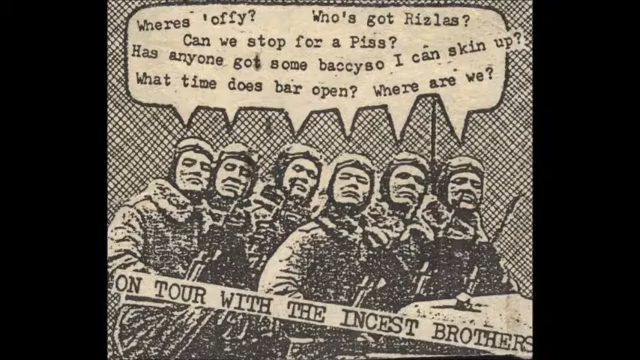 Wheres 'offy? Who's got Rizlas?
Can we stop for a Piss?
Has anyone got some baccyso I can skin up?
What time does bar open? Where are we?
ON TOUR WITH THE INCEST BROTHERS